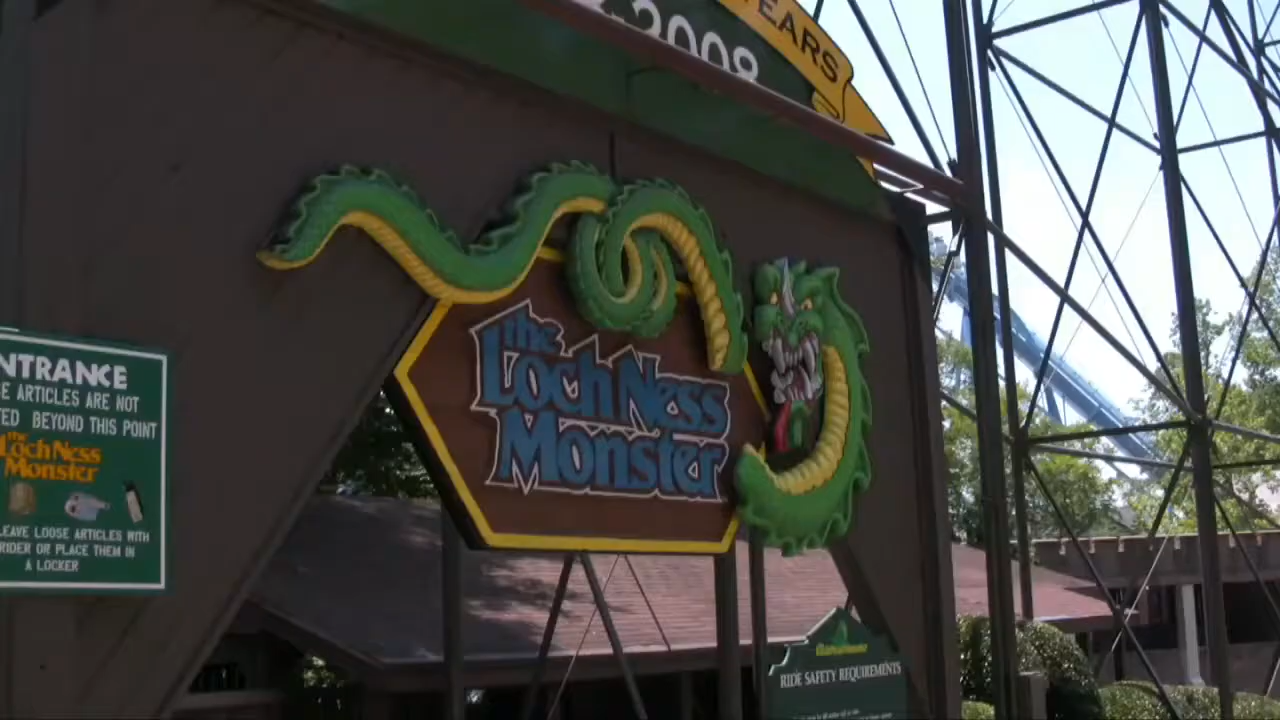 EARS
2008
NTRANCE
E ARTICLES ARE NOT
TED BEYOND THIS POINT
the
Loch Ness
Monster
LEAVE LOOSE ARTICLES WITH
RIDER OR PLACE THEM IN
A LOCKER
the
Loch Ness
Monster
RIDE SAFETY REQUIREMENTS